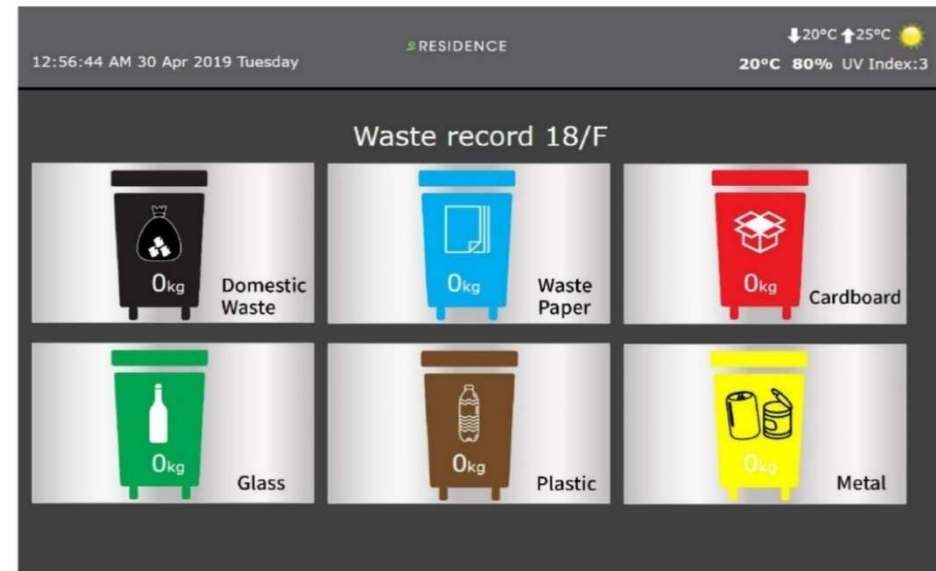 ↓20°C ↑25°C
RESIDENCE
12:56:44 AM 30 Apr 2019 Tuesday
20°C 80% UV Index:3
Waste record 18/F
0kg
Domestic
Waste
0kg
Waste
Paper
0kg
Cardboard
0kg
Glass
0kg
Plastic
0kg
Metal